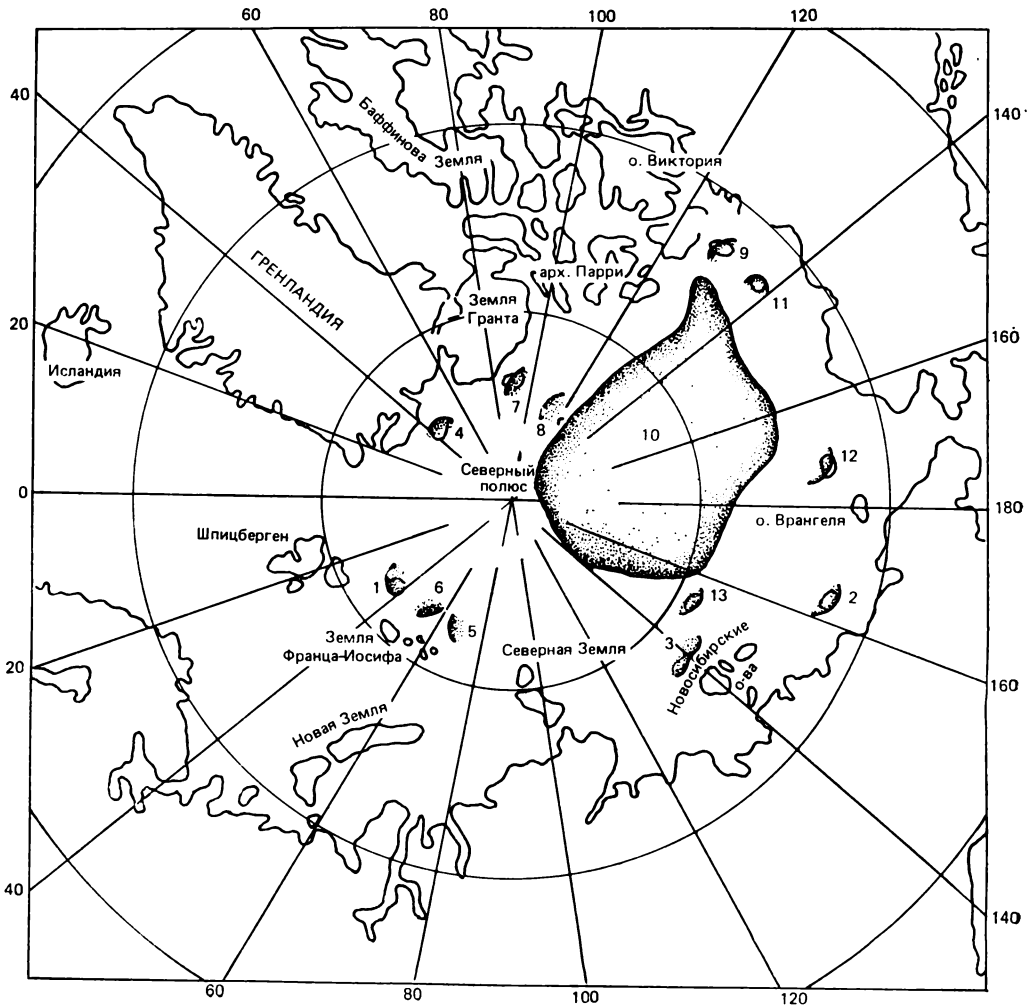 60
80
100
120
40
140
Баффинова Земля
о. Виктория
9
ГРЕНЛАНДИЯ
арх. Парри
11
Земля
Гранта
20
160
Исландия
7
8
4
10
12
Северный
полюс
0
180
о. Врангеля
Шпицберген
1
6
13
2
5
Земля
Франца-Иосифа
Северная Земля
3
Новосибирские
о-ва
20
160
Новая Земля
40
140
60
80
100
120